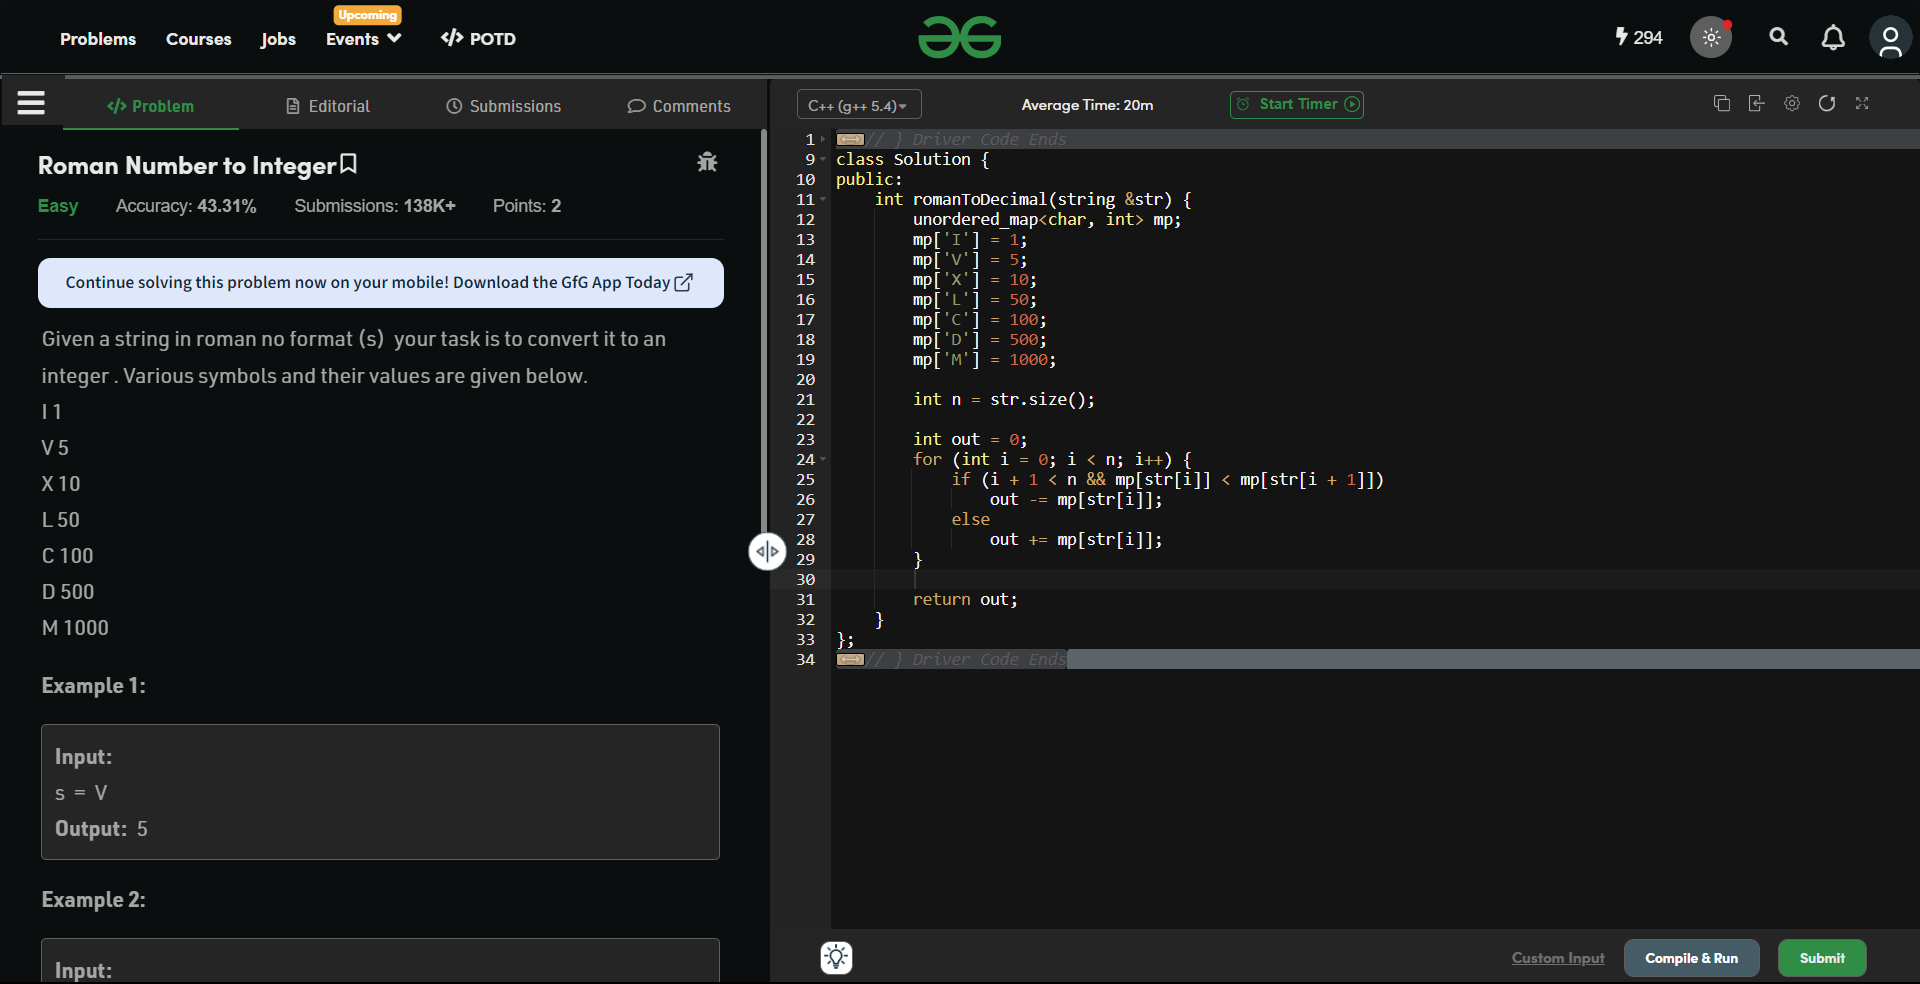 Upcoming
Problems Courses Jobs Events </> POTD 294
</> Problem Editorial Submissions Comments
Roman Number to Integer
Easy Accuracy: 43.31% Submissions: 138K+ Points: 2
Continue solving this problem now on your mobile! Download the GfG App Today
Given a string in roman no format (s) your task is to convert it to an
integer . Various symbols and their values are given below.
I 1
V 5
X 10
L 50
C 100
D 500
M 1000
Example 1:
Input:
s = V
Output: 5
Example 2:
Input:
C++ (g++ 5.4) Average Time: 20m Start Timer
1 // } Driver Code Ends
9 class Solution {
10 public:
11     int romanToDecimal(string &str) {
12         unordered_map<char, int> mp;
13         mp['I'] = 1;
14         mp['V'] = 5;
15         mp['X'] = 10;
16         mp['L'] = 50;
17         mp['C'] = 100;
18         mp['D'] = 500;
19         mp['M'] = 1000;
20
21         int n = str.size();
22
23         int out = 0;
24         for (int i = 0; i < n; i++) {
25             if (i + 1 < n && mp[str[i]] < mp[str[i + 1]])
26                 out -= mp[str[i]];
27             else
28                 out += mp[str[i]];
29         }
30
31         return out;
32     }
33 };
34 // } Driver Code Ends
Custom Input Compile & Run Submit